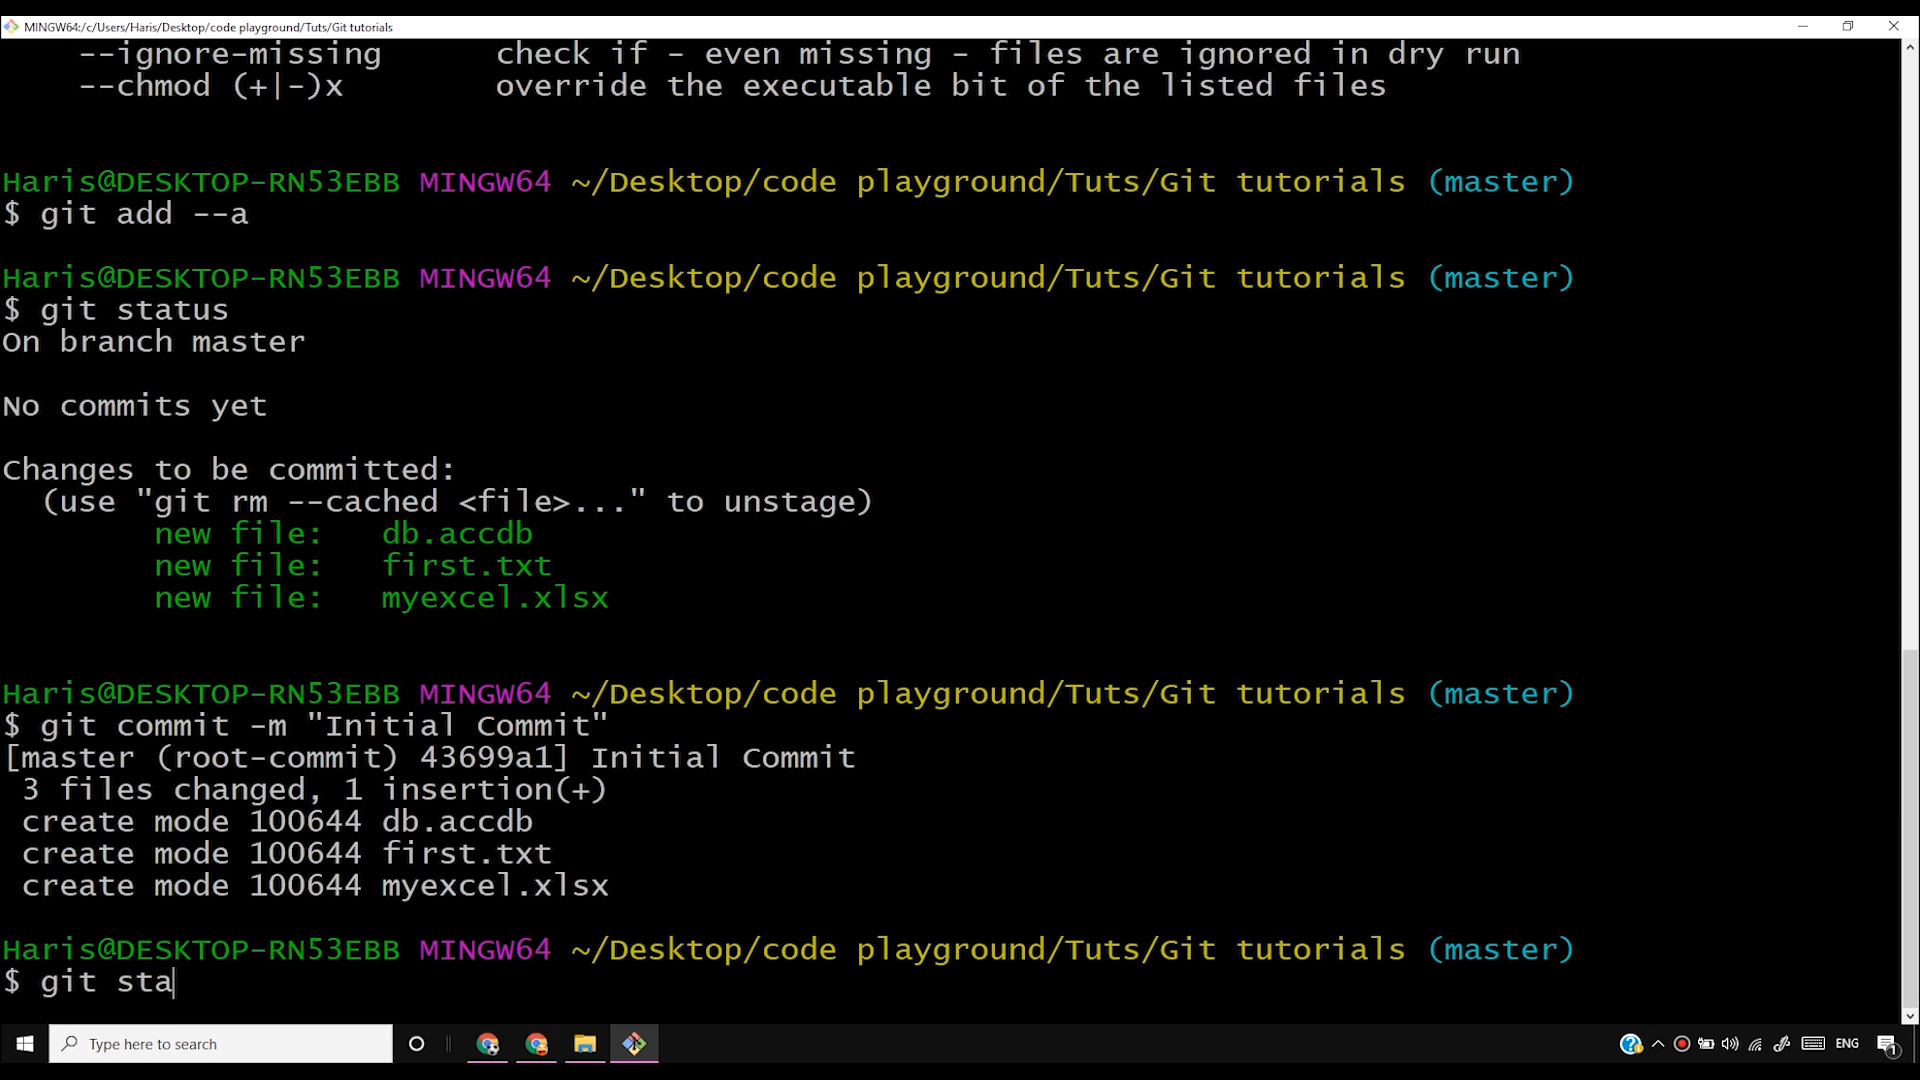 MINGW64:/c/Users/Haris/Desktop/code playground/Tuts/Git tutorials
--ignore-missing      check if - even missing - files are ignored in dry run
--chmod (+|-)x        override the executable bit of the listed files
Haris@DESKTOP-RN53EBB MINGW64 ~/Desktop/code playground/Tuts/Git tutorials (master)
$ git add --a
Haris@DESKTOP-RN53EBB MINGW64 ~/Desktop/code playground/Tuts/Git tutorials (master)
$ git status
On branch master
No commits yet
Changes to be committed:
(use "git rm --cached <file>..." to unstage)
new file:   db.accdb
new file:   first.txt
new file:   myexcel.xlsx
Haris@DESKTOP-RN53EBB MINGW64 ~/Desktop/code playground/Tuts/Git tutorials (master)
$ git commit -m "Initial Commit"
[master (root-commit) 43699a1] Initial Commit
3 files changed, 1 insertion(+)
create mode 100644 db.accdb
create mode 100644 first.txt
create mode 100644 myexcel.xlsx
Haris@DESKTOP-RN53EBB MINGW64 ~/Desktop/code playground/Tuts/Git tutorials (master)
$ git sta
Type here to search
ENG
1